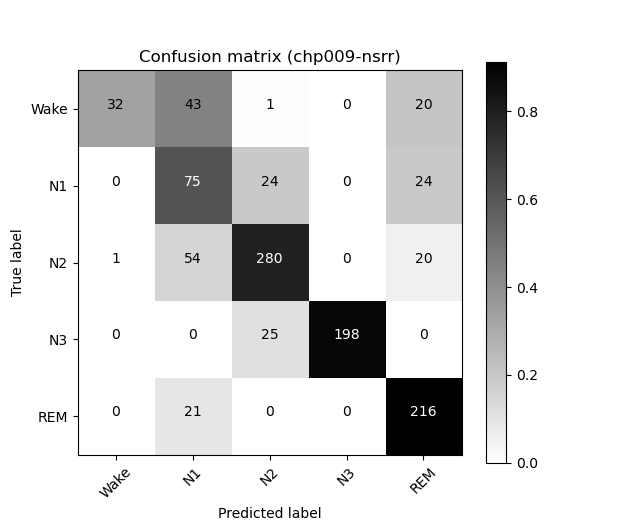 Confusion matrix (chp009-nsrr)
True label
Wake 32 43 1 0 20
N1 0 75 24 0 24
N2 1 54 280 0 20
N3 0 0 25 198 0
REM 0 21 0 0 216
Wake N1 N2 N3 REM
Predicted label
0.8
0.6
0.4
0.2
0.0